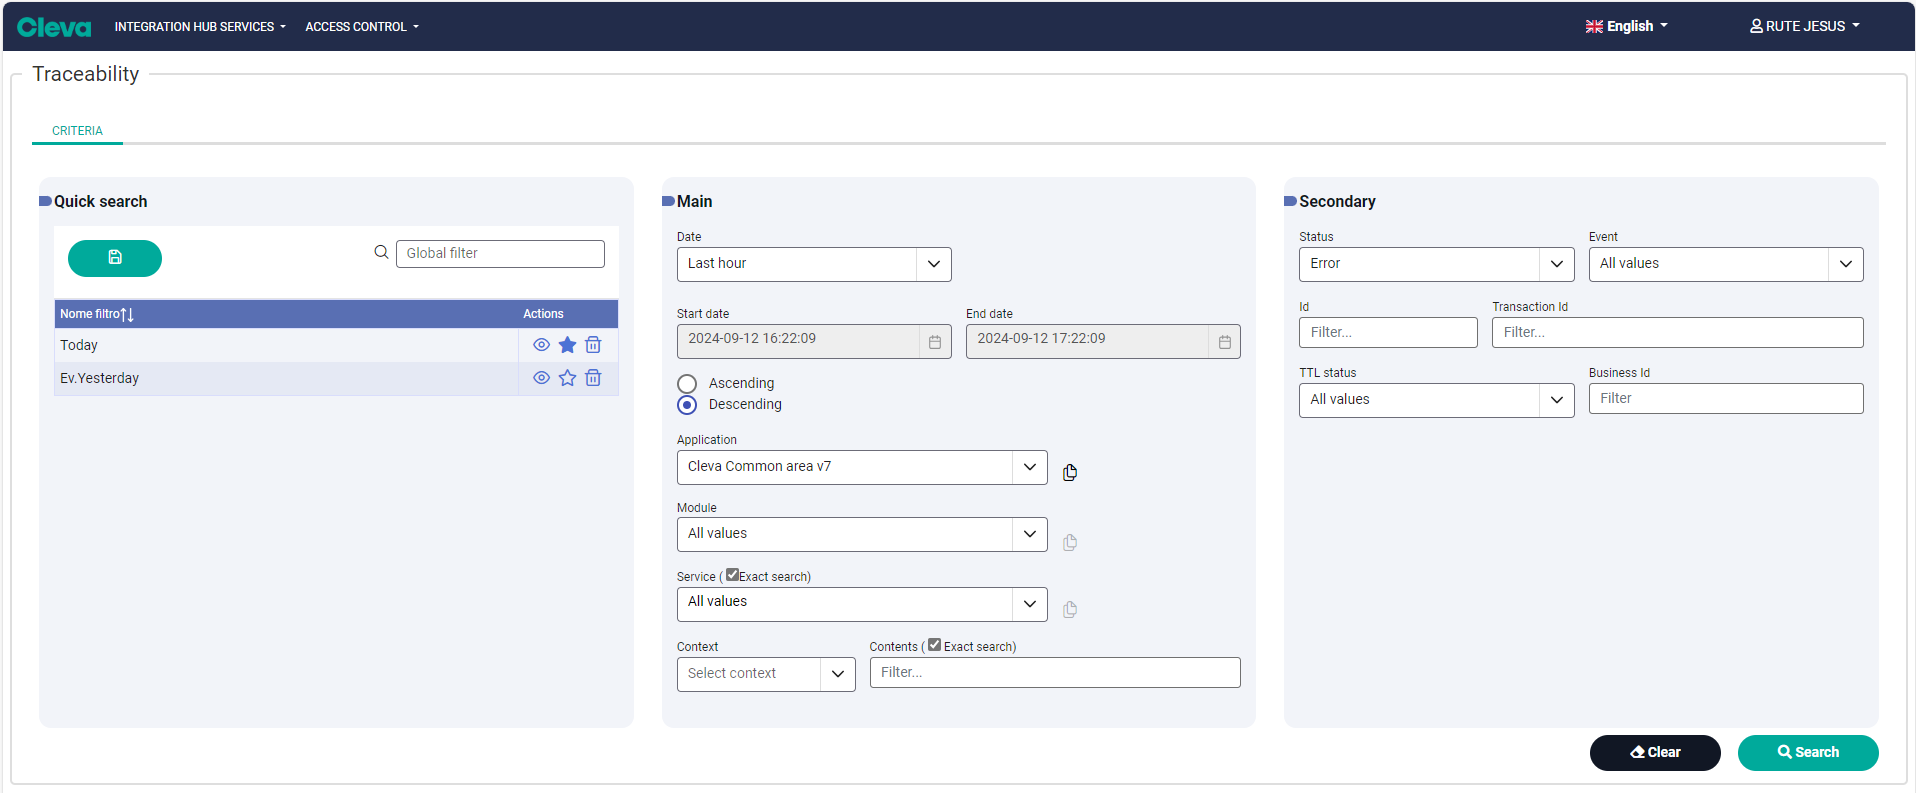 Cleva INTEGRATION HUB SERVICES ACCESS CONTROL English RUTE JESUS
Traceability
CRITERIA
Quick search
Global filter
Nome filtro Actions
Today
Ev.Yesterday
Main
Date
Last hour
Start date End date
2024-09-12 16:22:09 2024-09-12 17:22:09
Ascending
Descending
Application
Cleva Common area v7
Module
All values
Service ( Exact search)
All values
Context Contents ( Exact search)
Select context Filter...
Secondary
Status Event
Error All values
Id Transaction Id
Filter... Filter...
TTL status Business Id
All values Filter
Clear Search